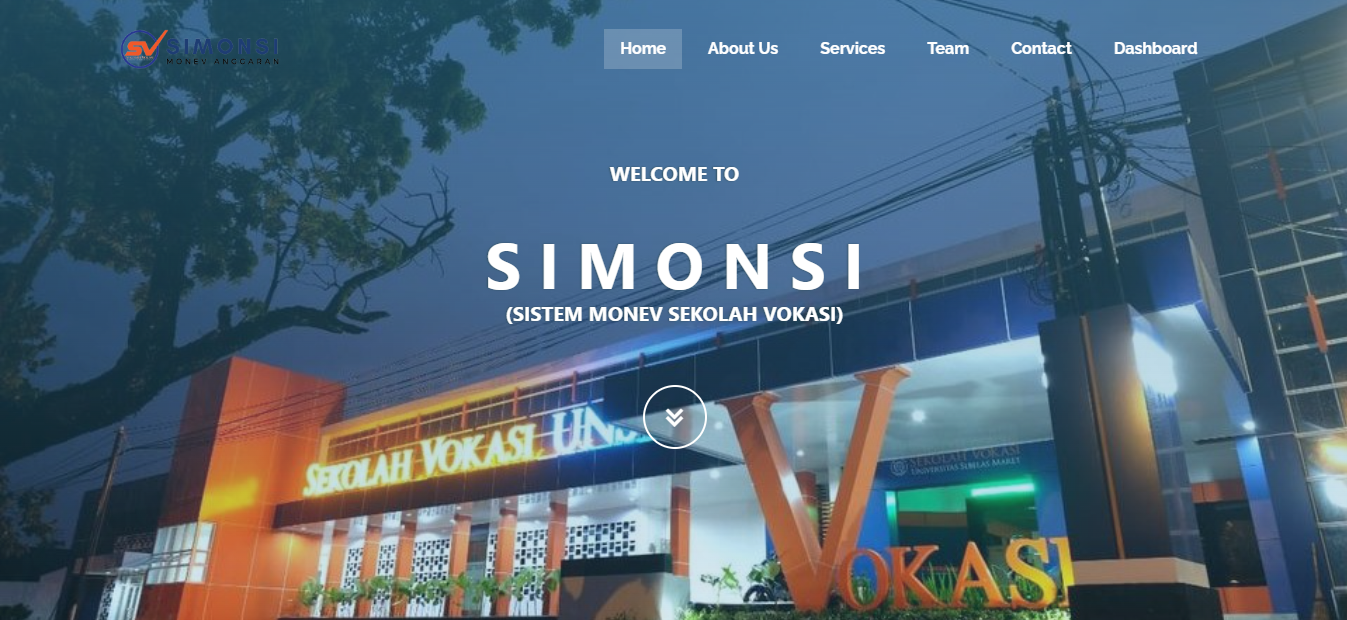 SV SIMONSI
MONEV ANGGARAN
Home About Us Services Team Contact Dashboard
WELCOME TO
SIMONSI
(SISTEM MONEV SEKOLAH VOKASI)
SEKOLAH VOKASI UN
SEKOLAH VOKASI
UNIVERSITAS SEBELAS MARET
VOKASI